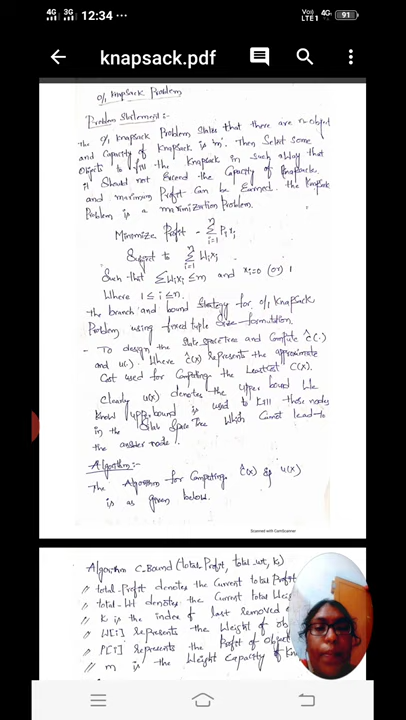 4G 3G 12:34 ... Voo) LTE1 4G 91
knapsack.pdf
0/1 Knapsack Problem
Problem Statement :-
The 0/1 Knapsack Problem States that there are n object
and Capacity of Knapsack is 'm'. Then Select some
Objects to fill the Knapsack in such a way that
it Should not Exceed the Capacity of Knapsack
and maximum Profit Can be Earned. The Knapsack
Problem is a maximization Problem.
Minimize Profit - n Σ i=1 Pixi
Subject to n Σ i=1 Wixi
Such that ΣWixi ≤ m and xi=0 (or) 1
Where 1 ≤ i ≤ n.
The branch and bound Strategy for 0/1 Knapsack
Problem using fixed tuple Size formulation.
- To design the State Space Tree and Compute Ĉ(·)
and u(·). Where Ĉ(x) represents the approximate
Cost used for Computing the Least Cost C(x).
Clearly u(x) denotes the upper bound. We
Know upper bound is used to Kill those nodes
in the State Space Tree Which Cannot lead to
the answer node.
Algorithm :-
The Algorithm for Computing Ĉ(x) & u(x)
is as given below.
Scanned with CamScanner
Algorithm C-Bound (total-Profit, total-wt, K)
// total-Profit denotes the Current total Profit
// total-Wt denotes the Current total
// K is the index of last removed
// W[i] represents the Weight of
// P[i] represents the Profit of Object
// m is the Weight Capacity of